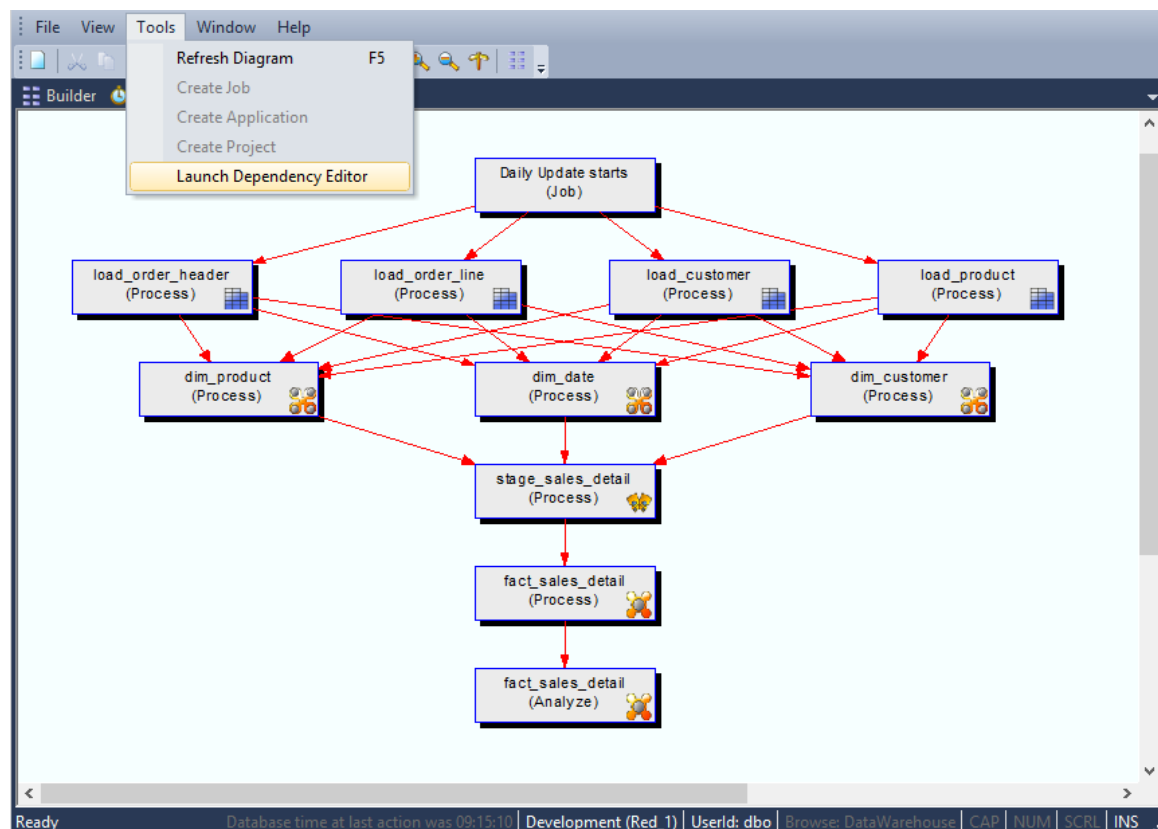 File View Tools Window Help
Refresh Diagram F5
Create Job
Create Application
Create Project
Launch Dependency Editor
Builder
Daily Update starts
(Job)
load_order_header
(Process)
load_order_line
(Process)
load_customer
(Process)
load_product
(Process)
dim_product
(Process)
dim_date
(Process)
dim_customer
(Process)
stage_sales_detail
(Process)
fact_sales_detail
(Process)
fact_sales_detail
(Analyze)
Ready Database time at last action was 09:15:10 Development (Red 1) UserId: dbo Browse: DataWarehouse CAP NUM SCRL INS